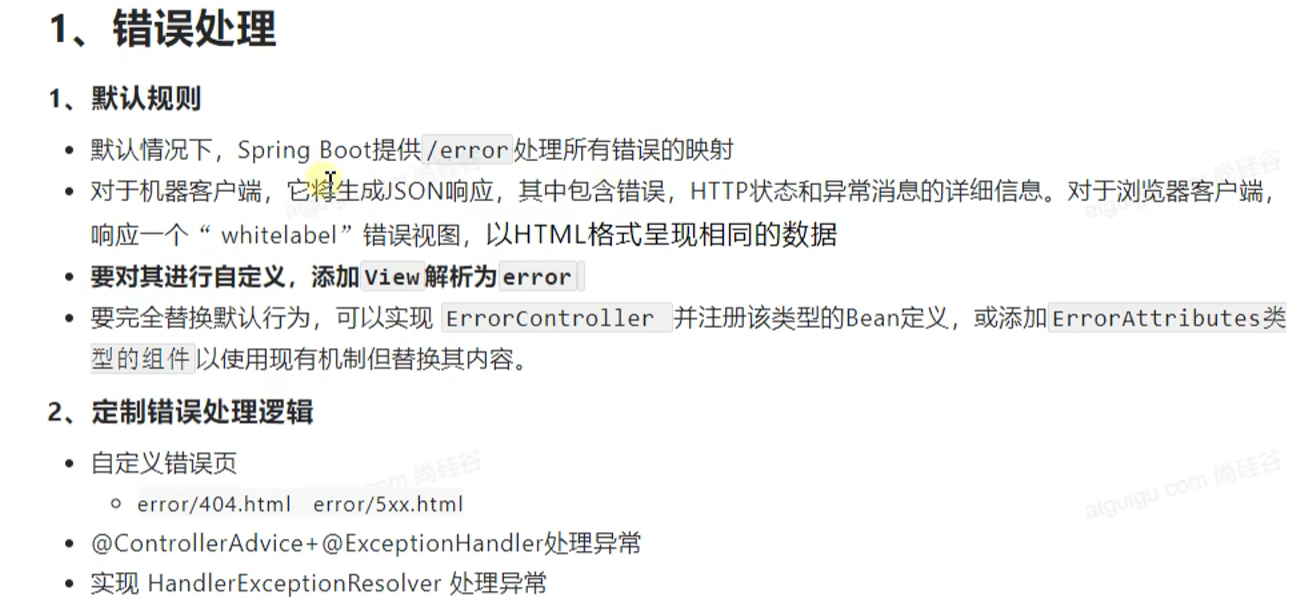 1、错误处理
1、默认规则
默认情况下，Spring Boot提供/error处理所有错误的映射
对于机器客户端，它将生成JSON响应，其中包含错误，HTTP状态和异常消息的详细信息。对于浏览器客户端，
响应一个“ whitelabel”错误视图，以HTML格式呈现相同的数据
要对其进行自定义，添加View解析为error
要完全替换默认行为，可以实现 ErrorController 并注册该类型的Bean定义，或添加ErrorAttributes类
型的组件以使用现有机制但替换其内容。
2、定制错误处理逻辑
自定义错误页
error/404.html error/5xx.html
@ControllerAdvice+@ExceptionHandler处理异常
实现 HandlerExceptionResolver 处理异常
atguigu.com 尚硅谷